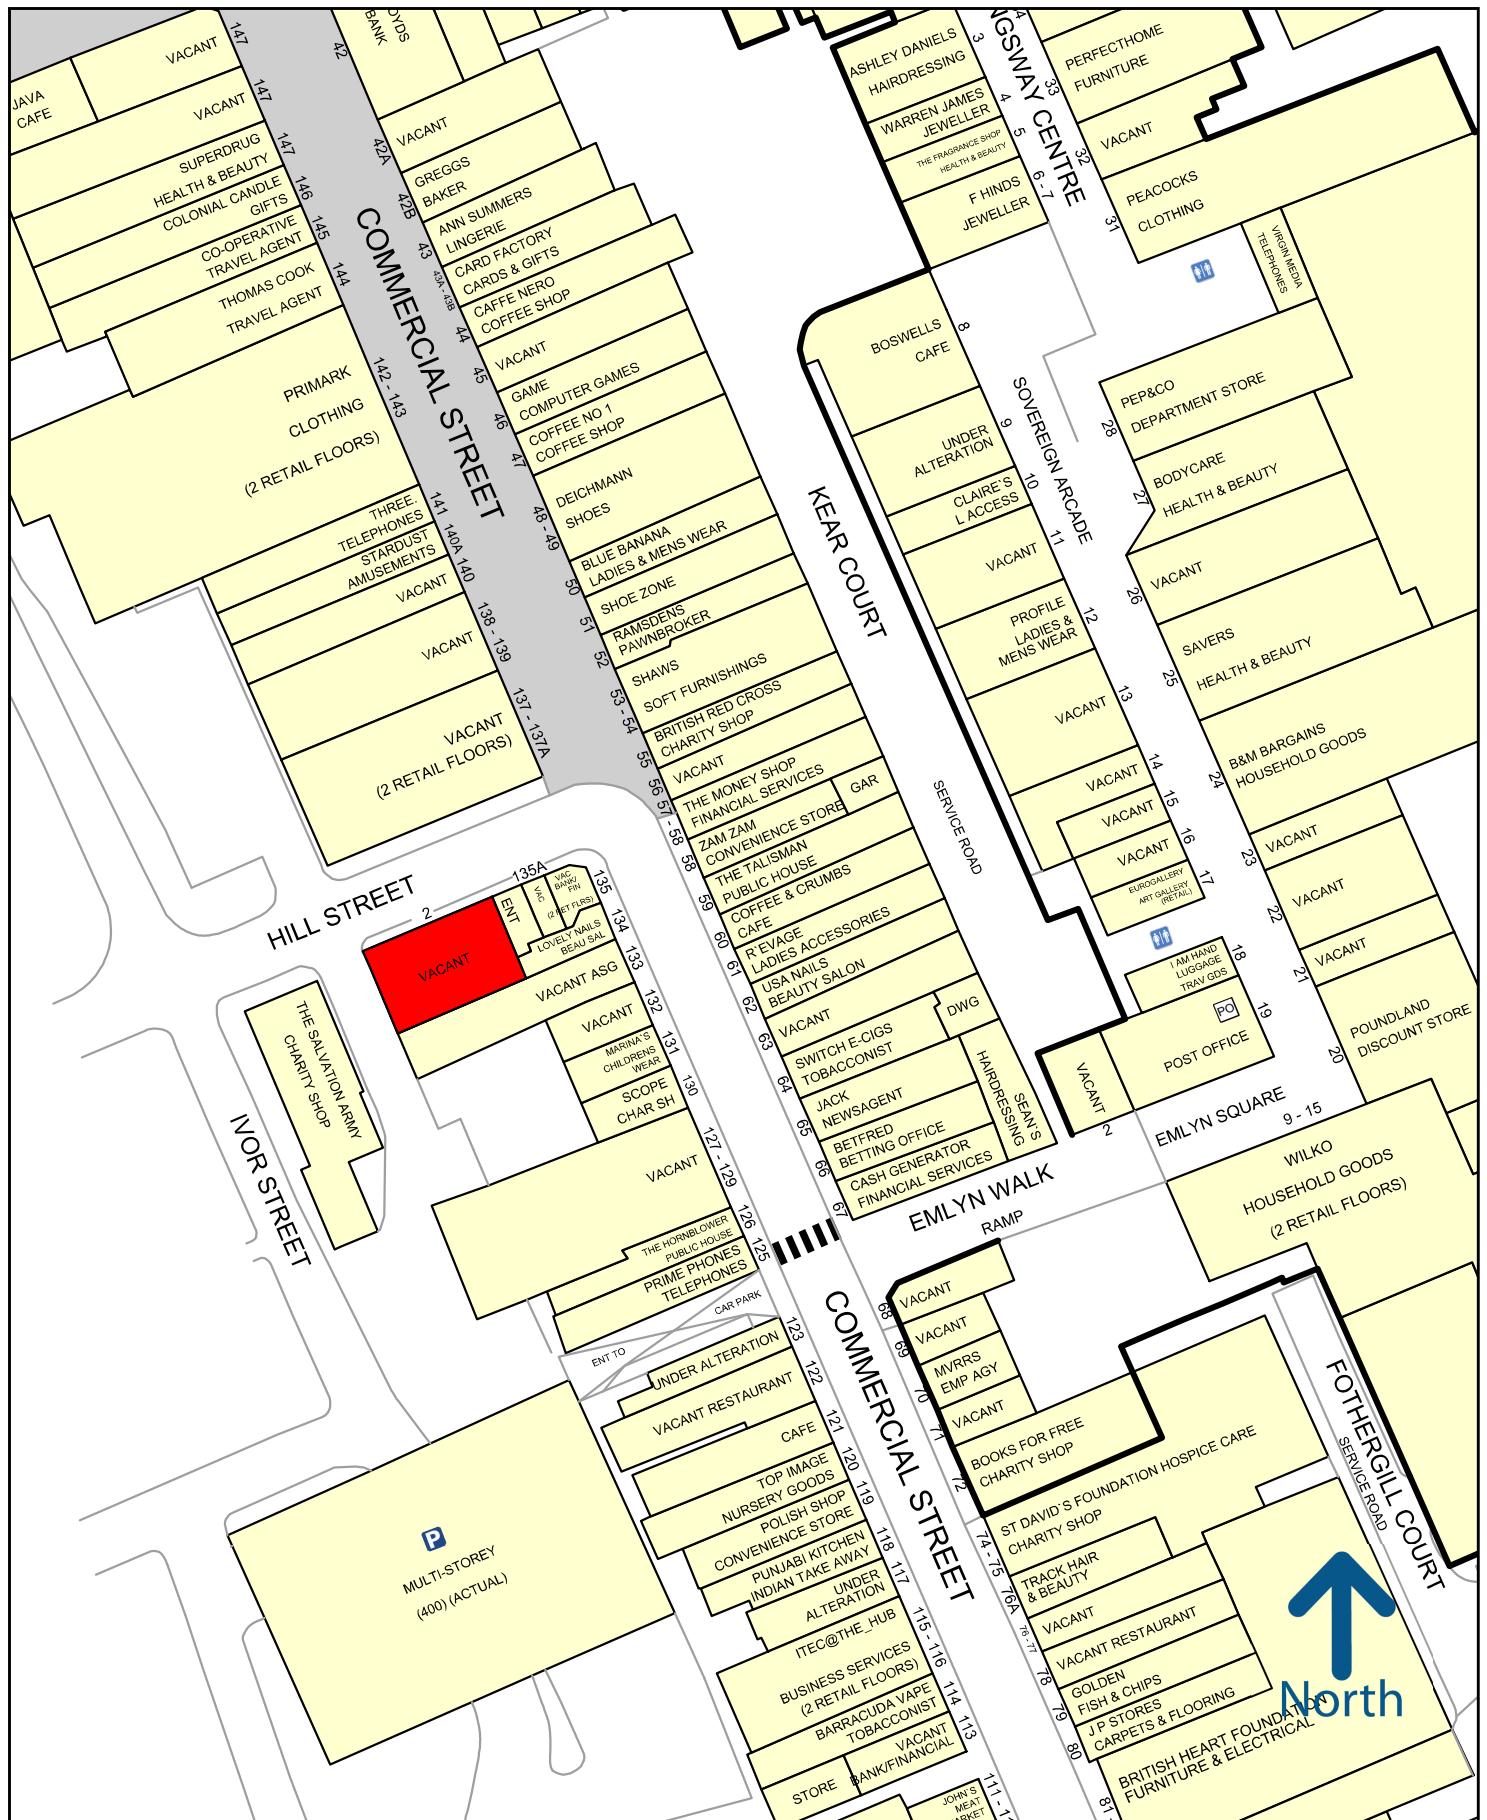 147
VACANT
JAVA
CAFE
147
VACANT
147
SUPERDRUG
HEALTH & BEAUTY
146
COLONIAL CANDLE
GIFTS
145
CO-OPERATIVE
TRAVEL AGENT
144
THOMAS COOK
TRAVEL AGENT
142 - 143
PRIMARK
CLOTHING
(2 RETAIL FLOORS)
141
THREE.
TELEPHONES
140A
STARDUST
AMUSEMENTS
140
VACANT
138 - 139
VACANT
137 - 137A
VACANT
(2 RETAIL FLOORS)
COMMERCIAL STREET
42
BANK
42A
VACANT
42B
GREGGS
BAKER
43
ANN SUMMERS
LINGERIE
43A - 43B
CARD FACTORY
CARDS & GIFTS
44
CAFFE NERO
COFFEE SHOP
45
VACANT
46
GAME
COMPUTER GAMES
47
COFFEE NO 1
COFFEE SHOP
48 - 49
DEICHMANN
SHOES
50
BLUE BANANA
LADIES & MENS WEAR
51
SHOE ZONE
52
RAMSDENS
PAWNBROKER
53 - 54
SHAWS
SOFT FURNISHINGS
55
BRITISH RED CROSS
CHARITY SHOP
56
VACANT
57 - 58
THE MONEY SHOP
FINANCIAL SERVICES
GAR
58
ZAM ZAM
CONVENIENCE STORE
59
THE TALISMAN
PUBLIC HOUSE
60
COFFEE & CRUMBS
CAFE
61
R`EVAGE
LADIES ACCESSORIES
62
USA NAILS
BEAUTY SALON
63
VACANT
DWG
64
SWITCH E-CIGS
TOBACCONIST
65
JACK
NEWSAGENT
66
BETFRED
BETTING OFFICE
67
CASH GENERATOR
FINANCIAL SERVICES
SEAN`S
HAIRDRESSING
KEAR COURT
SERVICE ROAD
3
ASHLEY DANIELS
HAIRDRESSING
4
WARREN JAMES
JEWELLER
5
THE FRAGRANCE SHOP
HEALTH & BEAUTY
6 - 7
F HINDS
JEWELLER
NGSWAY CENTRE
33
PERFECTHOME
FURNITURE
32
VACANT
31
PEACOCKS
CLOTHING
VIRGIN MEDIA
TELEPHONES
8
BOSWELLS
CAFE
9
UNDER
ALTERATION
10
CLAIRE`S
L ACCESS
11
VACANT
12
PROFILE
LADIES &
MENS WEAR
13
VACANT
14
VACANT
15
VACANT
16
VACANT
17
EUROGALLERY
ART GALLERY
(RETAIL)
18
I AM HAND
LUGGAGE
TRAV GDS
19
PO
POST OFFICE
SOVEREIGN ARCADE
28
PEP&CO
DEPARTMENT STORE
27
BODYCARE
HEALTH & BEAUTY
26
VACANT
25
SAVERS
HEALTH & BEAUTY
24
B&M BARGAINS
HOUSEHOLD GOODS
23
VACANT
22
VACANT
21
VACANT
20
POUNDLAND
DISCOUNT STORE
VACANT
2
EMLYN SQUARE
9 - 15
WILKO
HOUSEHOLD GOODS
(2 RETAIL FLOORS)
EMLYN WALK
RAMP
HILL STREET
2
VACANT
ENT
135A
VAC
VAC
BANK/
FIN
(2 RET FLRS)
135
134
LOVELY NAILS
BEAU SAL
133
VACANT ASG
132
VACANT
131
MARINA`S
CHILDRENS
WEAR
130
SCOPE
CHAR SH
127 - 129
VACANT
126
THE HORNBLOWER
PUBLIC HOUSE
125
PRIME PHONES
TELEPHONES
THE SALVATION ARMY
CHARITY SHOP
IVOR STREET
CAR PARK
ENT TO
123
UNDER ALTERATION
122
VACANT RESTAURANT
121
CAFE
120
TOP IMAGE
NURSERY GOODS
119
POLISH SHOP
CONVENIENCE STORE
118
PUNJABI KITCHEN
INDIAN TAKE AWAY
117
UNDER
ALTERATION
115 - 116
ITEC@THE_HUB
BUSINESS SERVICES
(2 RETAIL FLOORS)
114
BARRACUDA VAPE
TOBACCONIST
113
VACANT
BANK/FINANCIAL
STORE
JOHN`S
MEAT
P
MULTI-STOREY
(400) (ACTUAL)
COMMERCIAL STREET
68
VACANT
69
VACANT
70
MVRRS
EMP AGY
71
VACANT
72
BOOKS FOR FREE
CHARITY SHOP
74 - 75
ST DAVID`S FOUNDATION HOSPICE CARE
CHARITY SHOP
76A
TRACK HAIR
& BEAUTY
76 - 77
VACANT
78
VACANT RESTAURANT
79
GOLDEN
FISH & CHIPS
80
J P STORES
CARPETS & FLOORING
81
BRITISH HEART FOUNDATION
FURNITURE & ELECTRICAL
FOTHERGILL COURT
SERVICE ROAD
North